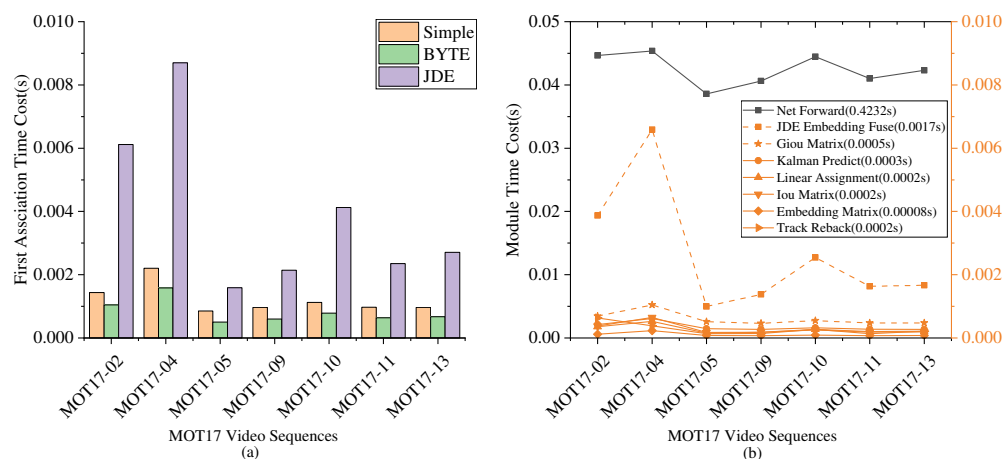 0.010
0.008
0.006
0.004
0.002
0.000
First Assciation Time Cost(s)
Simple
BYTE
JDE
MOT17-02
MOT17-04
MOT17-05
MOT17-09
MOT17-10
MOT17-11
MOT17-13
MOT17 Video Sequences
(a)
0.05
0.04
0.03
0.02
0.01
0.00
Module Time Cost(s)
Net Forward(0.4232s)
JDE Embedding Fuse(0.0017s)
Giou Matrix(0.0005s)
Kalman Predict(0.0003s)
Linear Assignment(0.0002s)
Iou Matrix(0.0002s)
Embedding Matrix(0.00008s)
Track Reback(0.0002s)
0.010
0.008
0.006
0.004
0.002
0.000
MOT17-02
MOT17-04
MOT17-05
MOT17-09
MOT17-10
MOT17-11
MOT17-13
MOT17 Video Sequences
(b)